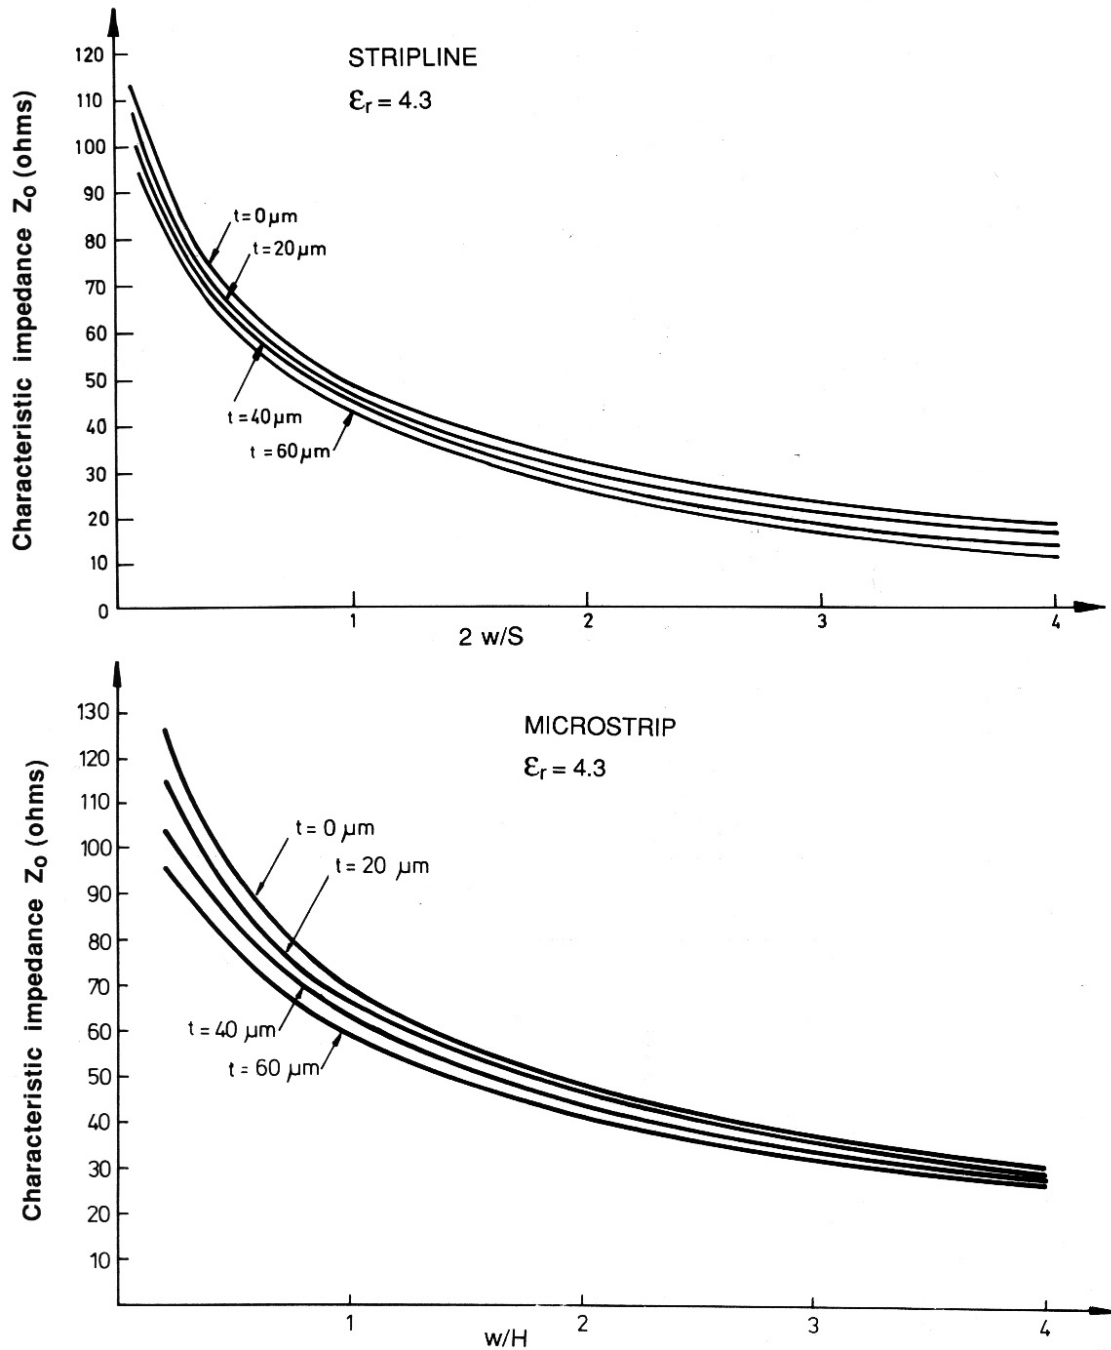 STRIPLINE
εr = 4.3
Characteristic impedance Zo (ohms)
120
110
100
90
80
70
60
50
40
30
20
10
0
t = 0 µm
t = 20 µm
t = 40 µm
t = 60 µm
1
2
3
4
2 w/S
MICROSTRIP
εr = 4.3
Characteristic impedance Zo (ohms)
130
120
110
100
90
80
70
60
50
40
30
20
10
t = 0 µm
t = 20 µm
t = 40 µm
t = 60 µm
1
2
3
4
w/H